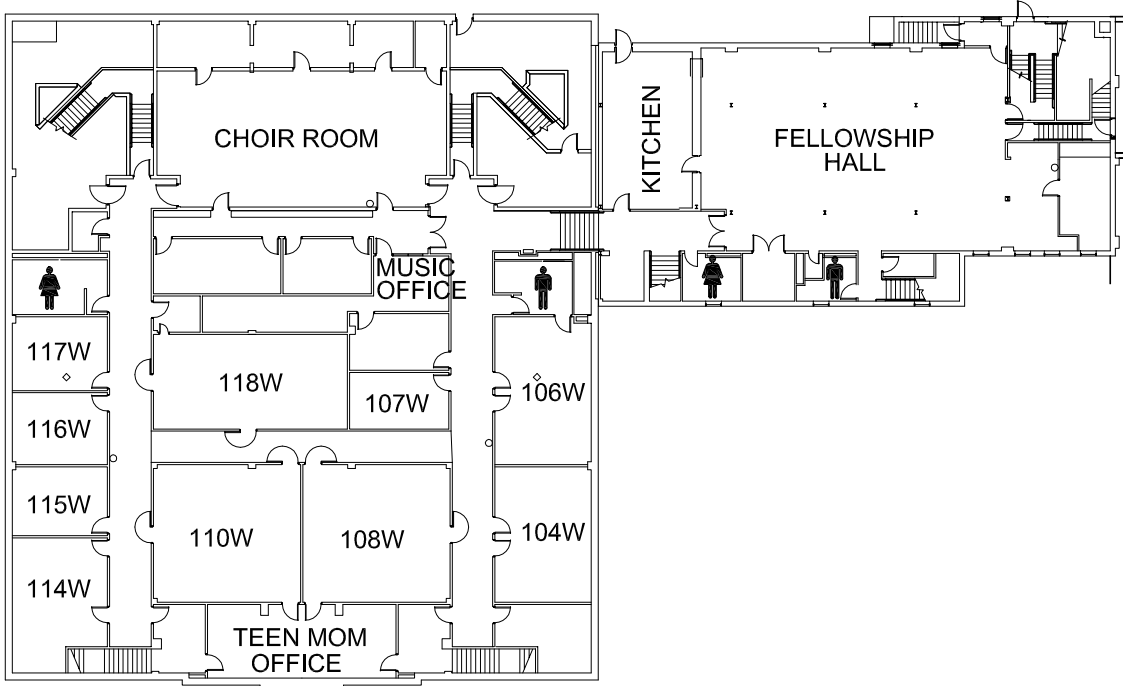 CHOIR ROOM
KITCHEN
FELLOWSHIP
HALL
MUSIC
OFFICE
117W
118W
107W
106W
116W
115W
110W
108W
104W
114W
TEEN MOM
OFFICE